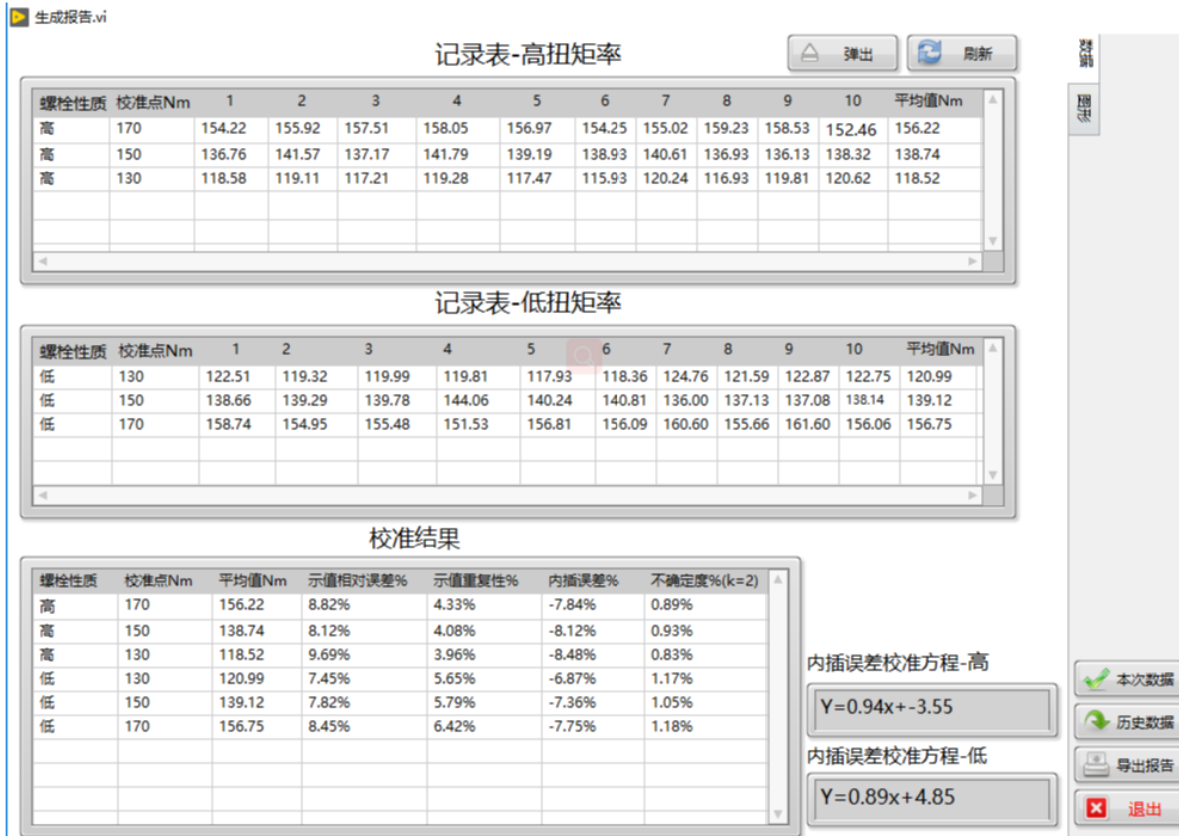 生成报告.vi
记录表-高扭矩率
弹出
刷新
数据
图形
螺栓性质 校准点Nm 1 2 3 4 5 6 7 8 9 10 平均值Nm
高 170 154.22 155.92 157.51 158.05 156.97 154.25 155.02 159.23 158.53 152.46 156.22
高 150 136.76 141.57 137.17 141.79 139.19 138.93 140.61 136.93 136.13 138.32 138.74
高 130 118.58 119.11 117.21 119.28 117.47 115.93 120.24 116.93 119.81 120.62 118.52
记录表-低扭矩率
螺栓性质 校准点Nm 1 2 3 4 5 6 7 8 9 10 平均值Nm
低 130 122.51 119.32 119.99 119.81 117.93 118.36 124.76 121.59 122.87 122.75 120.99
低 150 138.66 139.29 139.78 144.06 140.24 140.81 136.00 137.13 137.08 138.14 139.12
低 170 158.74 154.95 155.48 151.53 156.81 156.09 160.60 155.66 161.60 156.06 156.75
校准结果
螺栓性质 校准点Nm 平均值Nm 示值相对误差% 示值重复性% 内插误差% 不确定度%(k=2)
高 170 156.22 8.82% 4.33% -7.84% 0.89%
高 150 138.74 8.12% 4.08% -8.12% 0.93%
高 130 118.52 9.69% 3.96% -8.48% 0.83%
低 130 120.99 7.45% 5.65% -6.87% 1.17%
低 150 139.12 7.82% 5.79% -7.36% 1.05%
低 170 156.75 8.45% 6.42% -7.75% 1.18%
内插误差校准方程-高
Y=0.94x+-3.55
内插误差校准方程-低
Y=0.89x+4.85
本次数据
历史数据
导出报告
退出